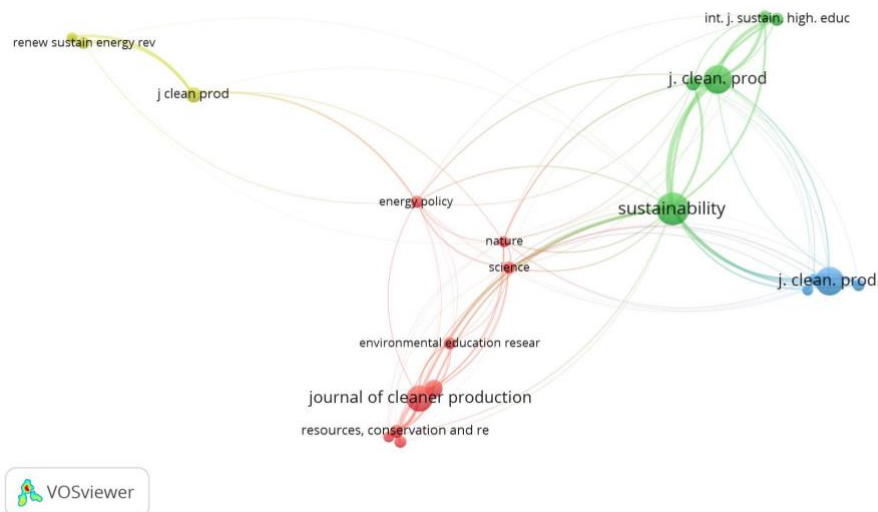 int. j. sustain. high. educ
renew sustain energy rev
j. clean. prod
j clean prod
energy policy
sustainability
nature
science
j. clean. prod
environmental education resear
journal of cleaner production
resources, conservation and re
VOSviewer